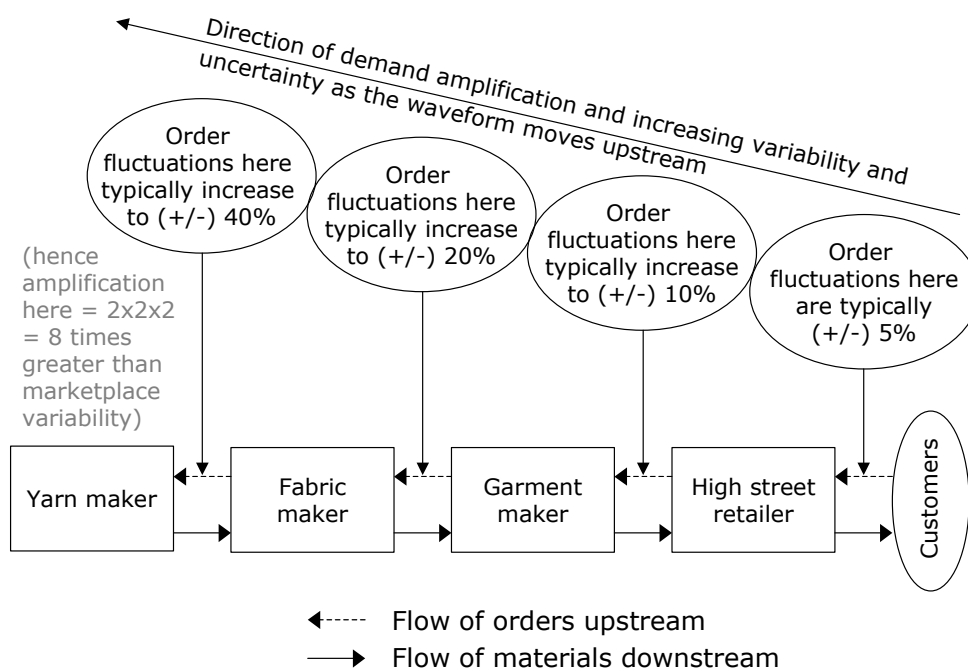 Direction of demand amplification and increasing variability and
uncertainty as the waveform moves upstream
Order
fluctuations here
typically increase
to (+/-) 40%
Order
fluctuations here
typically increase
to (+/-) 20%
Order
fluctuations here
typically increase
to (+/-) 10%
Order
fluctuations here
are typically
(+/-) 5%
(hence
amplification
here = 2x2x2
= 8 times
greater than
marketplace
variability)
Yarn maker
Fabric
maker
Garment
maker
High street
retailer
Customers
Flow of orders upstream
Flow of materials downstream